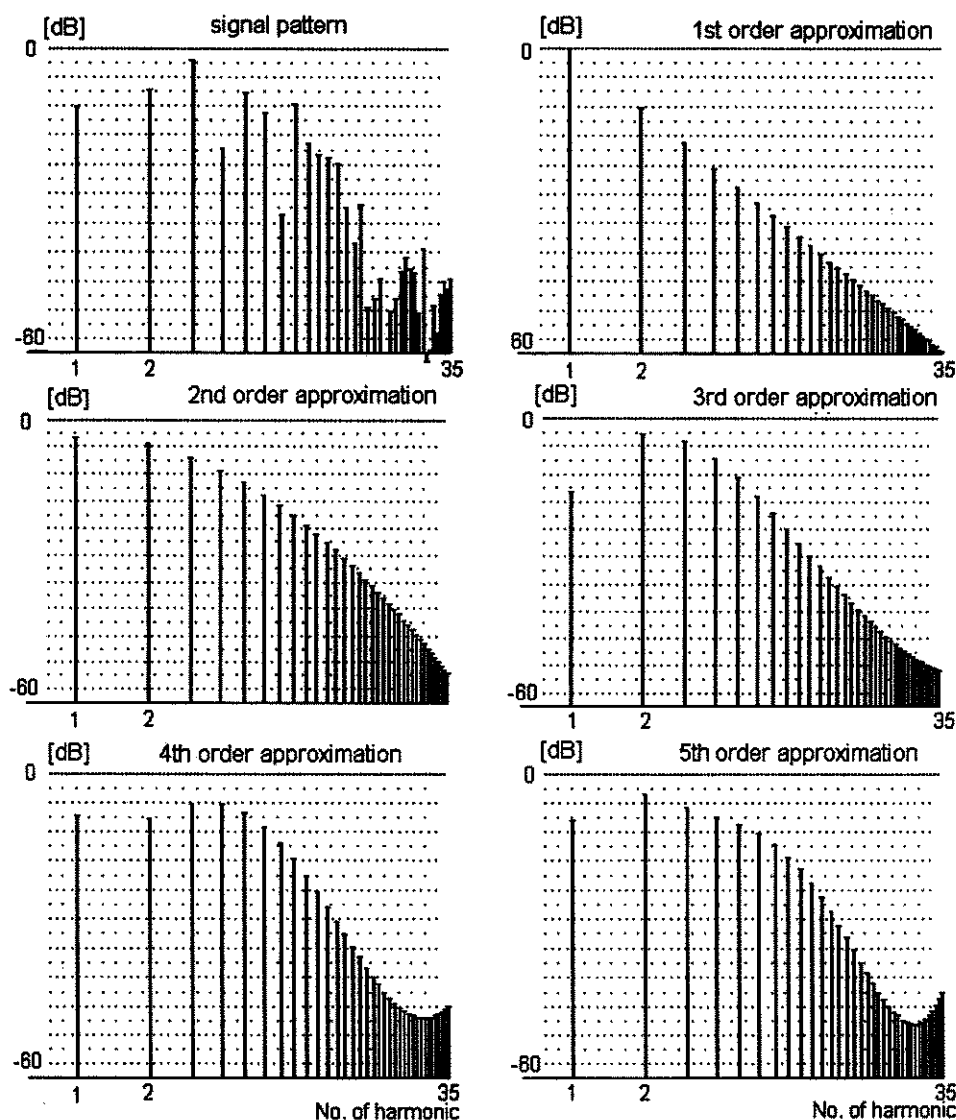 [dB] signal pattern
0
-60
1 2 35
[dB] 1st order approximation
0
60
1 2 35
[dB] 2nd order approximation
0
-60
1 2 35
[dB] 3rd order approximation
0
-60
1 2 35
[dB] 4th order approximation
0
-60
1 2 35
No. of harmonic
[dB] 5th order approximation
0
-60
1 2 35
No. of harmonic